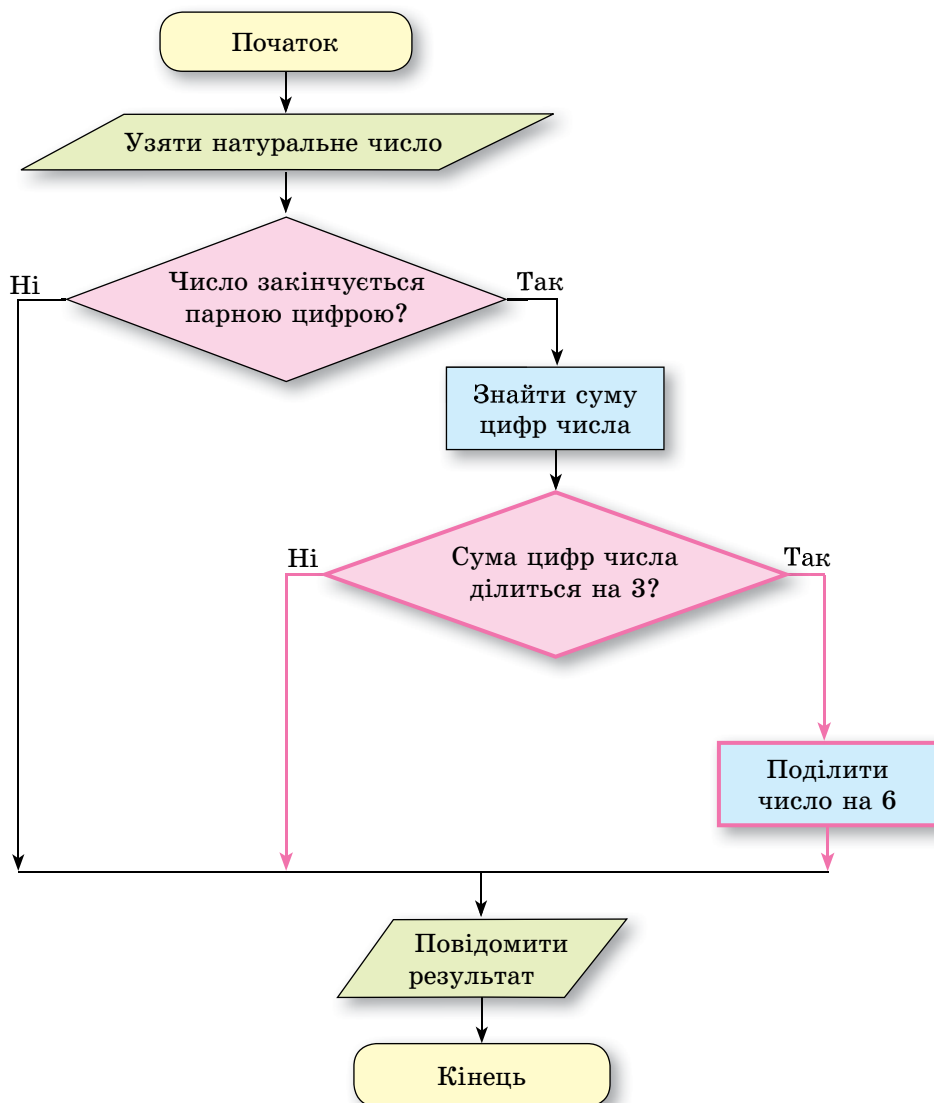 Початок
Узяти натуральне число
Ні
Так
Число закінчується
парною цифрою?
Знайти суму
цифр числа
Ні
Так
Сума цифр числа
ділиться на 3?
Поділити
число на 6
Повідомити
результат
Кінець